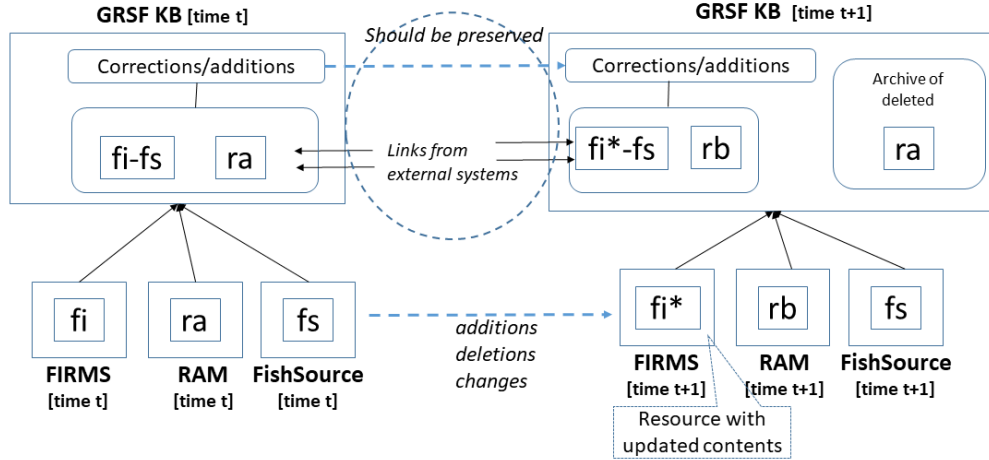 GRSF KB [time t]
GRSF KB [time t+1]
Should be preserved
Corrections/additions
Corrections/additions
Archive of
deleted
fi-fs
ra
Links from
external systems
fi*-fs
rb
ra
fi
ra
fs
fi*
rb
fs
additions
deletions
changes
FIRMS
[time t]
RAM
[time t]
FishSource
[time t]
FIRMS
[time t+1]
RAM
[time t+1]
FishSource
[time t+1]
Resource with
updated contents